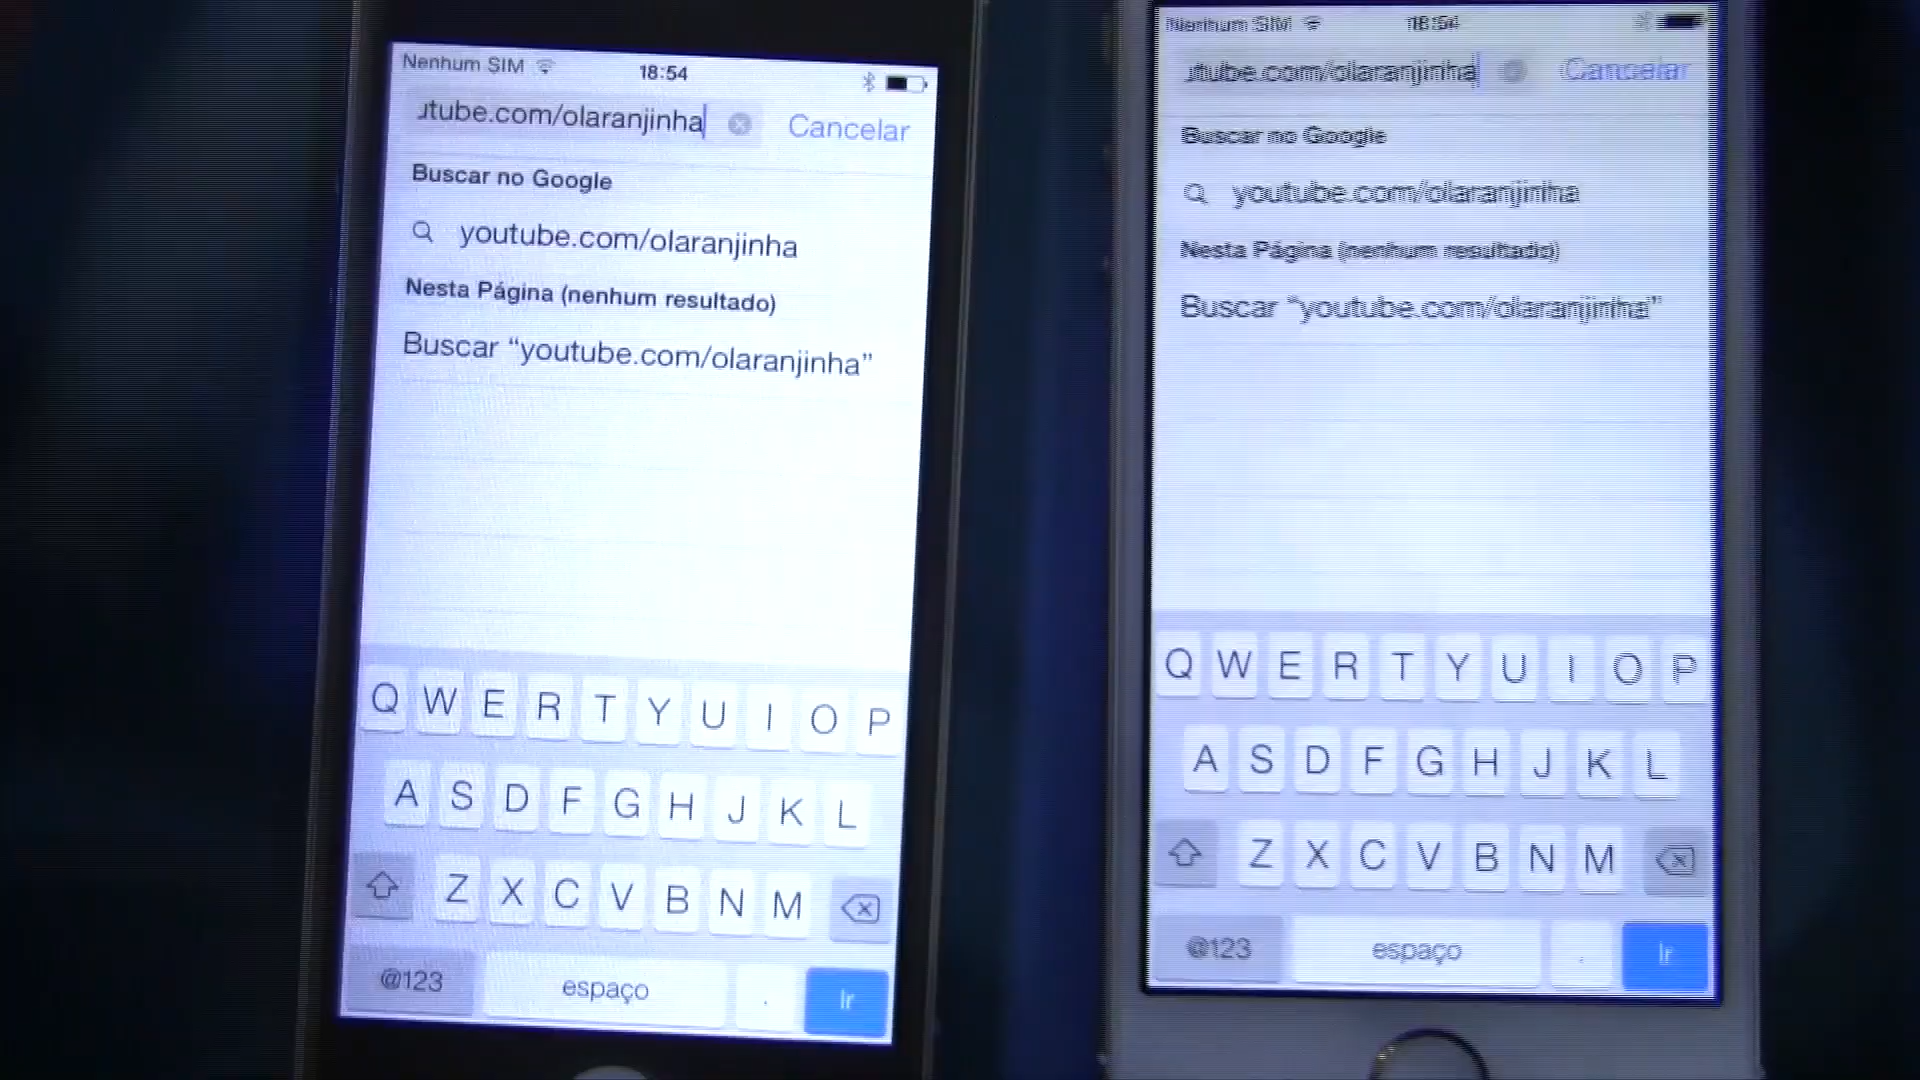 Nenhum SIM 18:54
utube.com/olaranjinha Cancelar
Buscar no Google
youtube.com/olaranjinha
Nesta Página (nenhum resultado)
Buscar “youtube.com/olaranjinha”
Q W E R T Y U I O P
A S D F G H J K L
Z X C V B N M
@123 espaço . Ir
Nenhum SIM 18:54
utube.com/olaranjinha Cancelar
Buscar no Google
youtube.com/olaranjinha
Nesta Página (nenhum resultado)
Buscar “youtube.com/olaranjinha”
Q W E R T Y U I O P
A S D F G H J K L
Z X C V B N M
@123 espaço . Ir